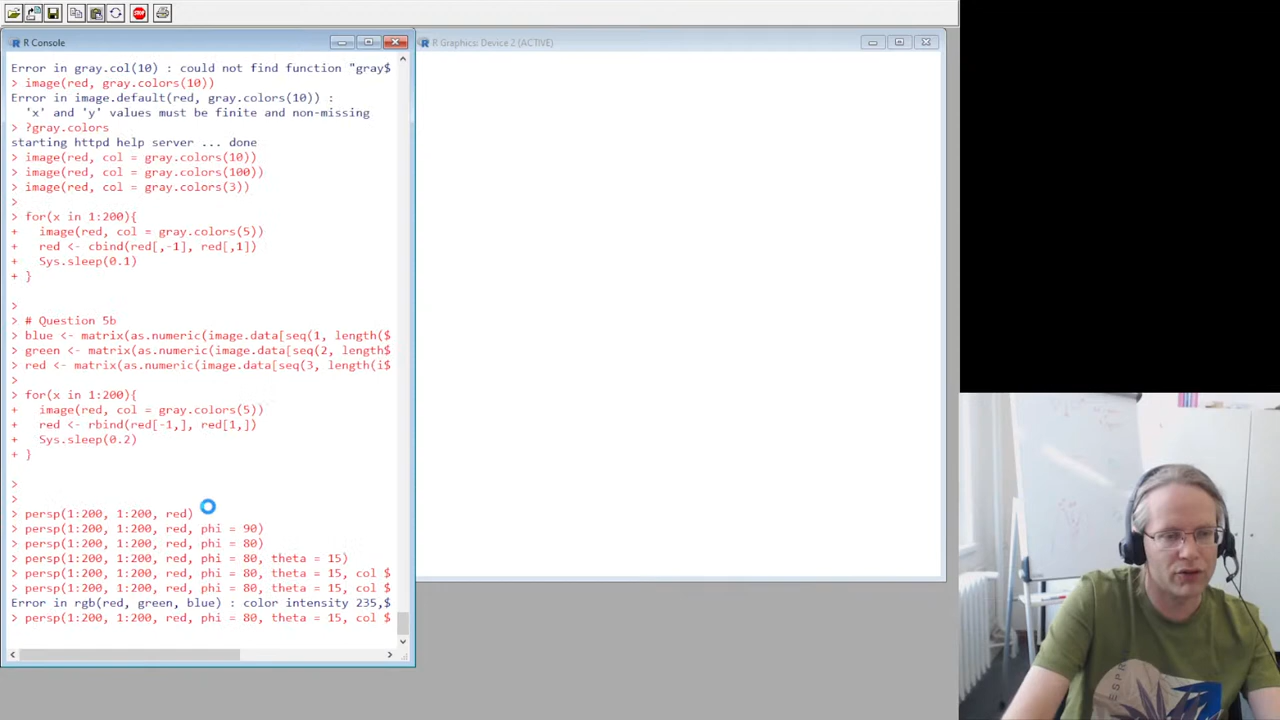 STOP
R Console
R Graphics: Device 2 (ACTIVE)
Error in gray.col(10) : could not find function "gray$
> image(red, gray.colors(10))
Error in image.default(red, gray.colors(10)) :
'x' and 'y' values must be finite and non-missing
> ?gray.colors
starting httpd help server ... done
> image(red, col = gray.colors(10))
> image(red, col = gray.colors(100))
> image(red, col = gray.colors(3))
>
> for(x in 1:200){
+ image(red, col = gray.colors(5))
+ red <- cbind(red[,-1], red[,1])
+ Sys.sleep(0.1)
+ }
>
> # Question 5b
> blue <- matrix(as.numeric(image.data[seq(1, length($
> green <- matrix(as.numeric(image.data[seq(2, length$
> red <- matrix(as.numeric(image.data[seq(3, length(i$
>
> for(x in 1:200){
+ image(red, col = gray.colors(5))
+ red <- rbind(red[-1,], red[1,])
+ Sys.sleep(0.2)
+ }
>
>
> persp(1:200, 1:200, red)
> persp(1:200, 1:200, red, phi = 90)
> persp(1:200, 1:200, red, phi = 80)
> persp(1:200, 1:200, red, phi = 80, theta = 15)
> persp(1:200, 1:200, red, phi = 80, theta = 15, col $
> persp(1:200, 1:200, red, phi = 80, theta = 15, col $
Error in rgb(red, green, blue) : color intensity 235,$
> persp(1:200, 1:200, red, phi = 80, theta = 15, col $